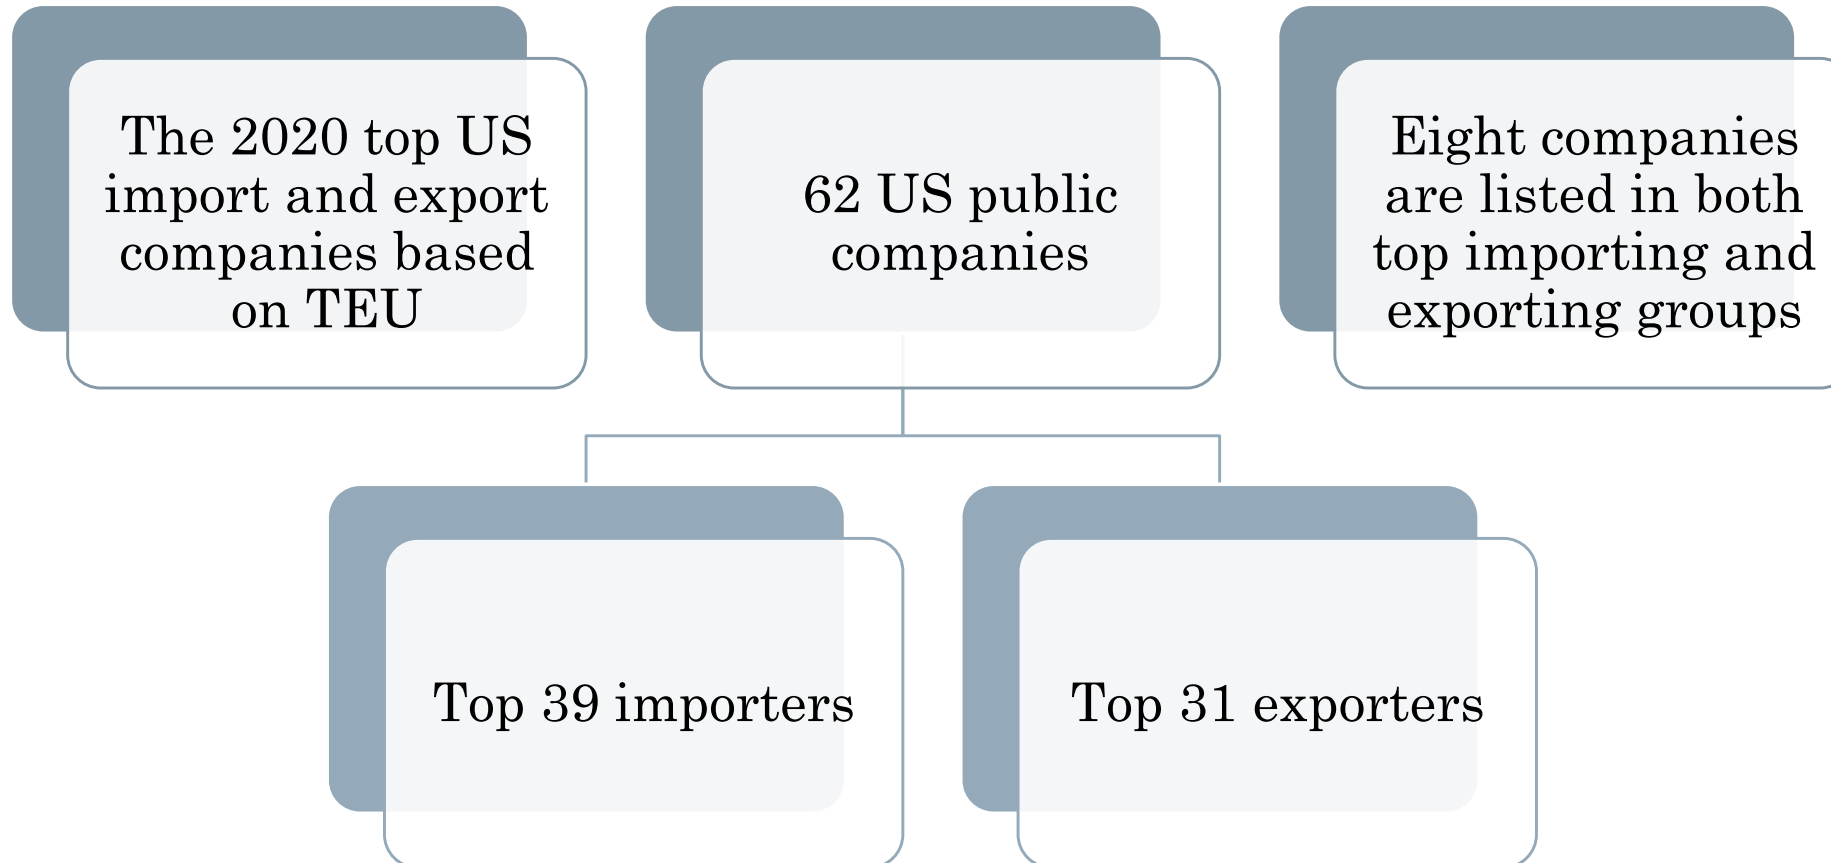 The 2020 top US
import and export
companies based
on TEU
62 US public
companies
Eight companies
are listed in both
top importing and
exporting groups
Top 39 importers
Top 31 exporters